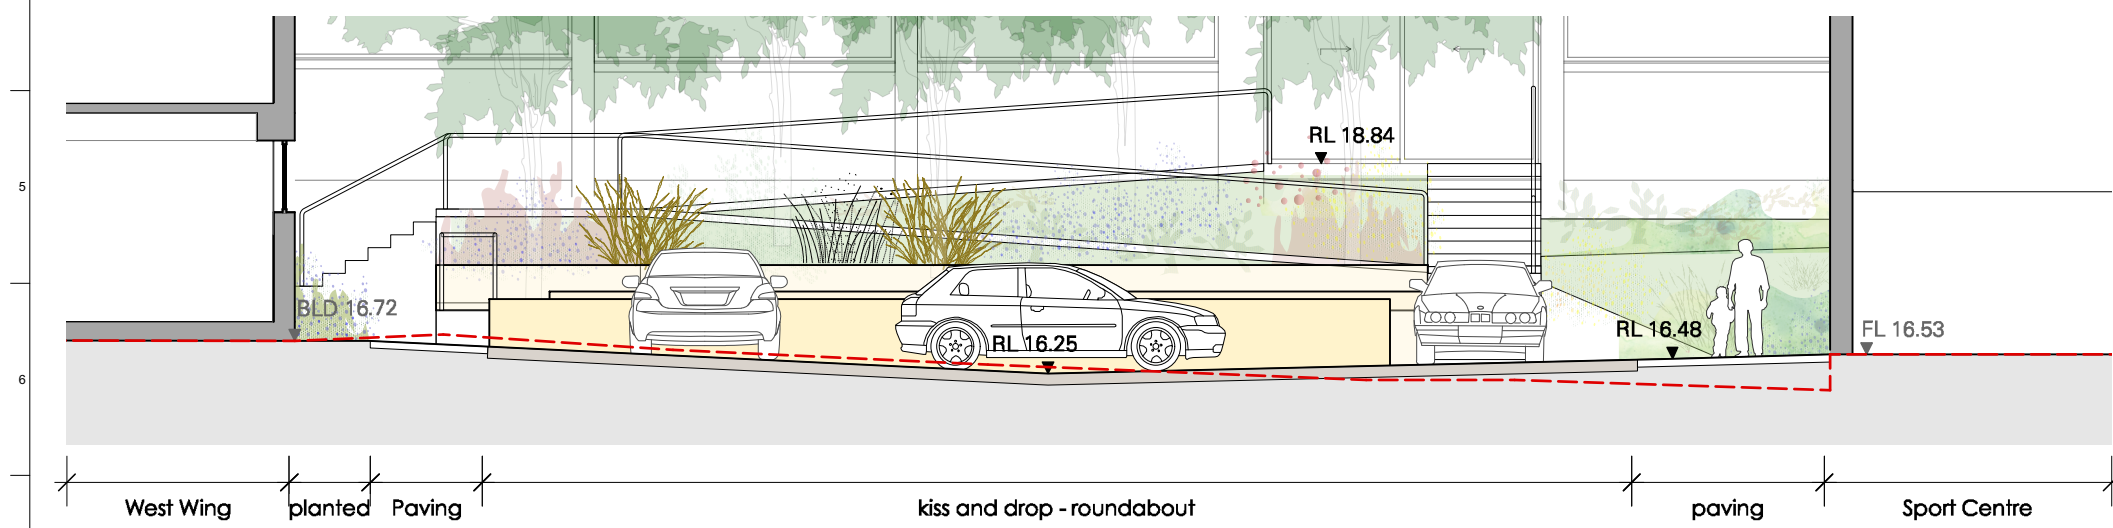 RL 18.84
5
BLD 16.72
RL 16.25
RL 16.48
FL 16.53
6
West Wing
planted
Paving
kiss and drop - roundabout
paving
Sport Centre